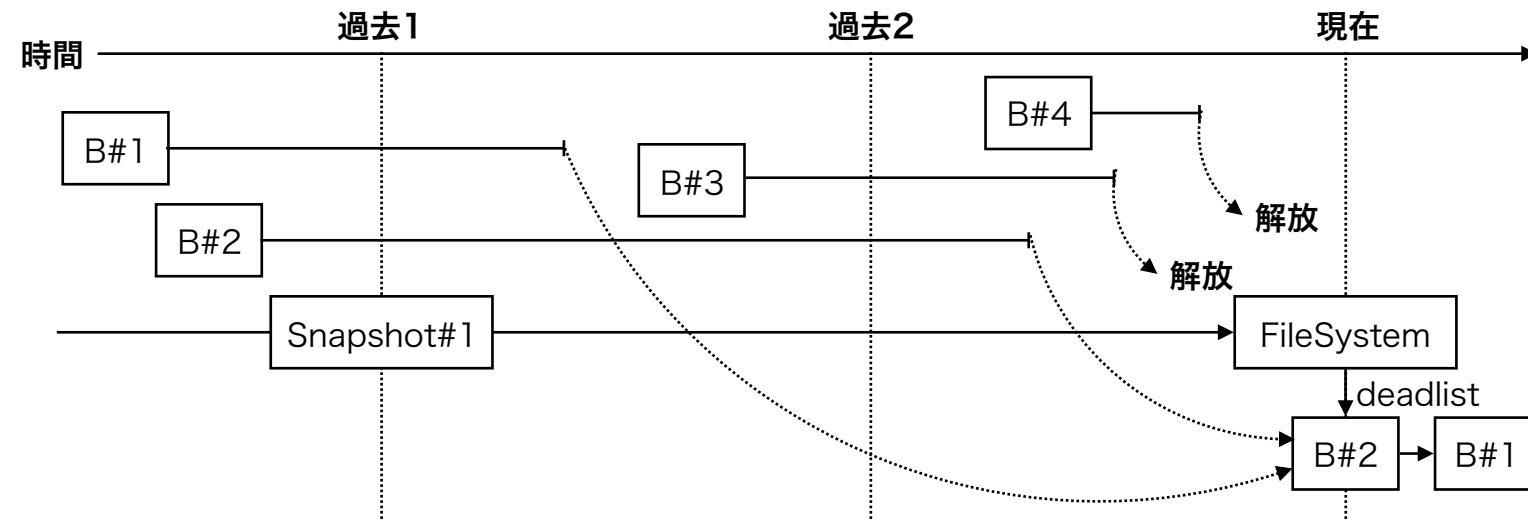 過去1
過去2
現在
時間
B#4
B#1
B#3
解放
B#2
解放
Snapshot#1
FileSystem
deadlist
B#2
B#1